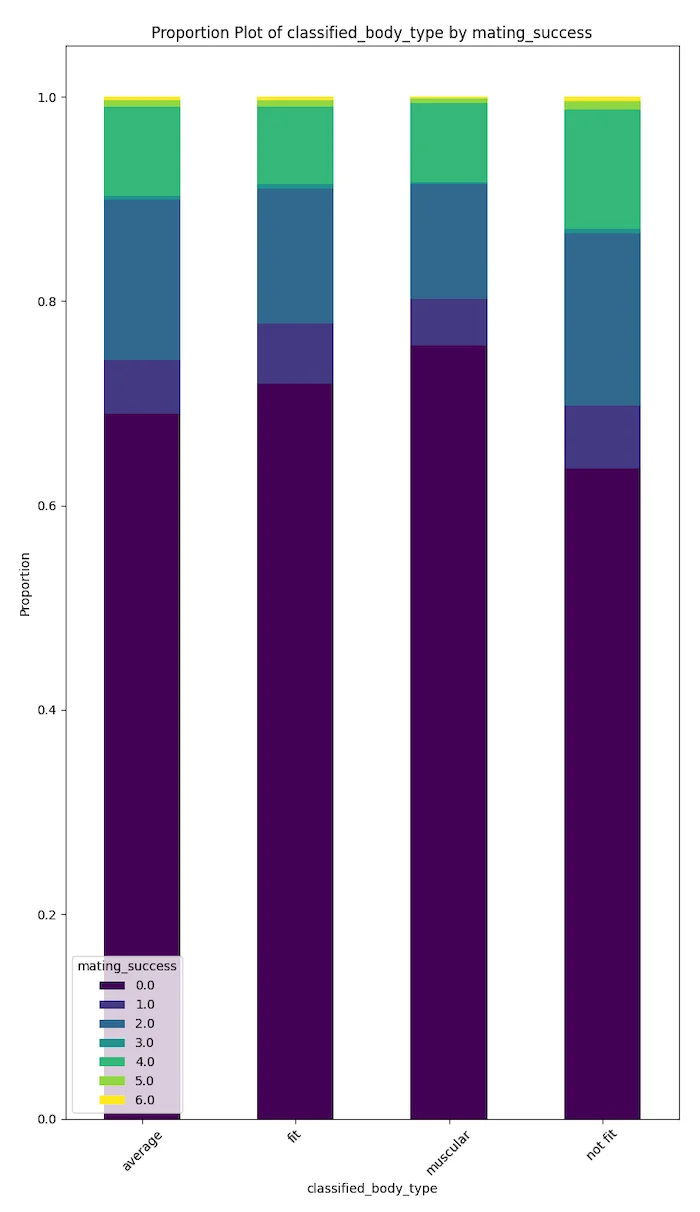 Proportion Plot of classified_body_type by mating_success
1.0
0.8
0.6
0.4
0.2
0.0
Proportion
mating_success
0.0
1.0
2.0
3.0
4.0
5.0
6.0
average
fit
muscular
not fit
classified_body_type